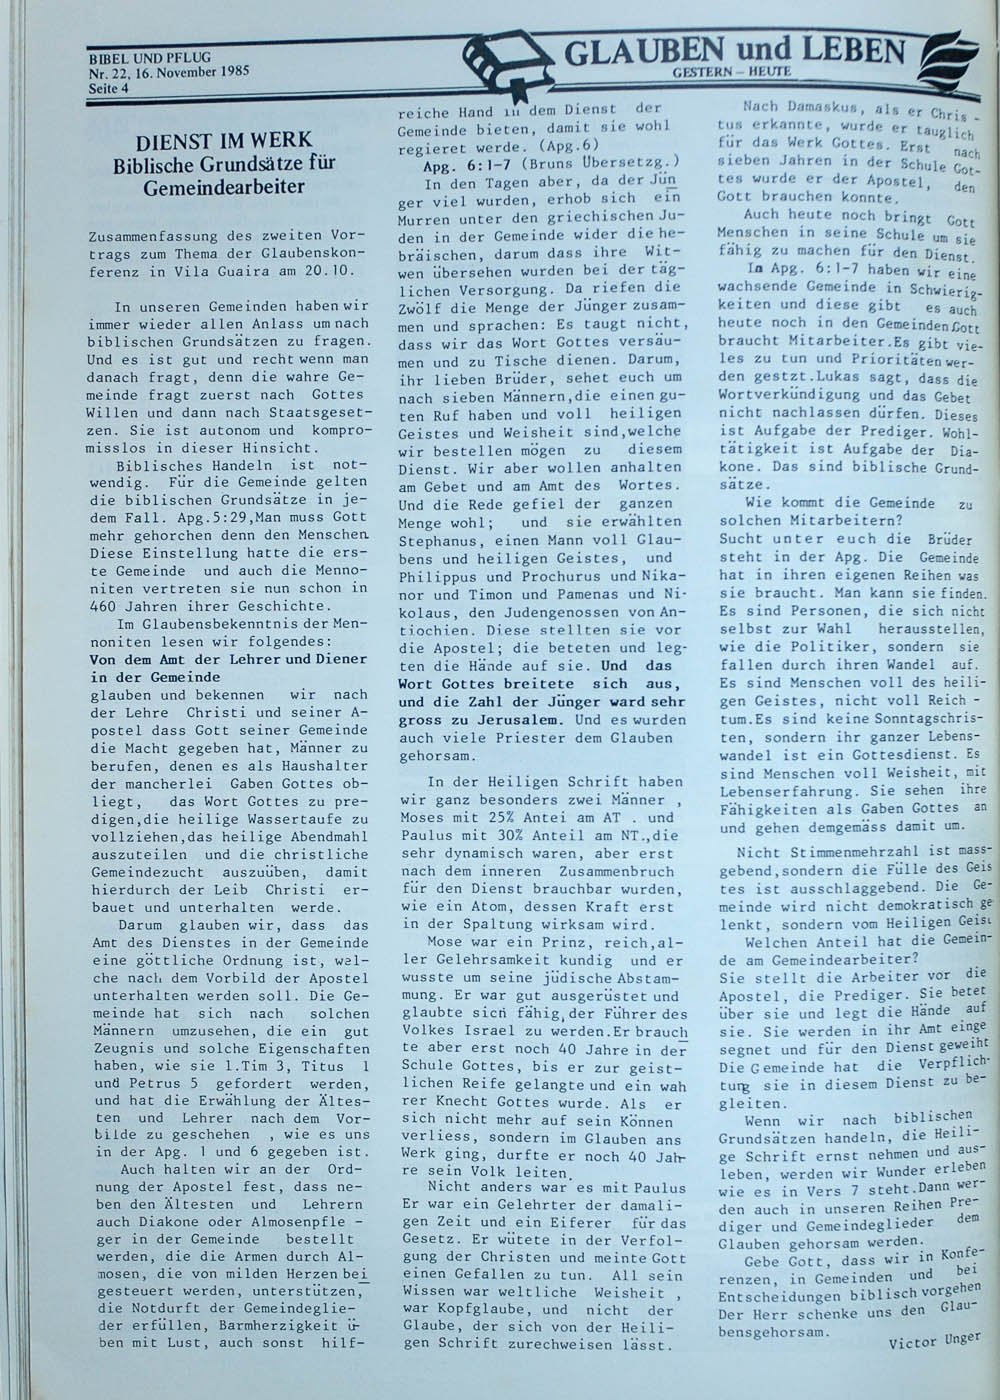 BIBEL UND PFLUG
Nr. 22, 16. November 1985
Seite 4
GLAUBEN und LEBEN
GESTERN – HEUTE
DIENST IM WERK
Biblische Grundsätze für
Gemeindearbeiter
Zusammenfassung des zweiten Vor-
trags zum Thema der Glaubenskon-
ferenz in Vila Guaira am 20.10.
In unseren Gemeinden haben wir
immer wieder allen Anlass um nach
biblischen Grundsätzen zu fragen.
Und es ist gut und recht wenn man
danach fragt, denn die wahre Ge-
meinde fragt zuerst nach Gottes
Willen und dann nach Staatsgeset-
zen. Sie ist autonom und kompro-
misslos in dieser Hinsicht.
Biblisches Handeln ist not-
wendig. Für die Gemeinde gelten
die biblischen Grundsätze in je-
dem Fall. Apg.5:29,Man muss Gott
mehr gehorchen denn den Menschen.
Diese Einstellung hatte die ers-
te Gemeinde und auch die Menno-
niten vertreten sie nun schon in
460 Jahren ihrer Geschichte.
Im Glaubensbekenntnis der Men-
noniten lesen wir folgendes:
Von dem Amt der Lehrer und Diener
in der Gemeinde
glauben und bekennen wir nach
der Lehre Christi und seiner A-
postel dass Gott seiner Gemeinde
die Macht gegeben hat, Männer zu
berufen, denen es als Haushalter
der mancherlei Gaben Gottes ob-
liegt, das Wort Gottes zu pre-
digen,die heilige Wassertaufe zu
vollziehen,das heilige Abendmahl
auszuteilen und die christliche
Gemeindezucht auszuüben, damit
hierdurch der Leib Christi er-
bauet und unterhalten werde.
Darum glauben wir, dass das
Amt des Dienstes in der Gemeinde
eine göttliche Ordnung ist, wel-
che nach dem Vorbild der Apostel
unterhalten werden soll. Die Ge-
meinde hat sich nach solchen
Männern umzusehen, die ein gut
Zeugnis und solche Eigenschaften
haben, wie sie 1.Tim 3, Titus 1
und Petrus 5 gefordert werden,
und hat die Erwählung der Ältes-
ten und Lehrer nach dem Vor-
bilde zu geschehen , wie es uns
in der Apg. 1 und 6 gegeben ist.
Auch halten wir an der Ord-
nung der Apostel fest, dass ne-
ben den Ältesten und Lehrern
auch Diakone oder Almosenpfle -
ger in der Gemeinde bestellt
werden, die die Armen durch Al-
mosen, die von milden Herzen bei
gesteuert werden, unterstützen,
die Notdurft der Gemeindeglie-
der erfüllen, Barmherzigkeit ü-
ben mit Lust, auch sonst hilf-
reiche Hand in dem Dienst der
Gemeinde bieten, damit sie wohl
regieret werde. (Apg.6)
Apg. 6:1-7 (Bruns Übersetzg.)
In den Tagen aber, da der Jün
ger viel wurden, erhob sich ein
Murren unter den griechischen Ju-
den in der Gemeinde wider die he-
bräischen, darum dass ihre Wit-
wen übersehen wurden bei der täg-
lichen Versorgung. Da riefen die
Zwölf die Menge der Jünger zusam-
men und sprachen: Es taugt nicht,
dass wir das Wort Gottes versäu-
men und zu Tische dienen. Darum,
ihr lieben Brüder, sehet euch um
nach sieben Männern,die einen gu-
ten Ruf haben und voll heiligen
Geistes und Weisheit sind,welche
wir bestellen mögen zu diesem
Dienst. Wir aber wollen anhalten
am Gebet und am Amt des Wortes.
Und die Rede gefiel der ganzen
Menge wohl; und sie erwählten
Stephanus, einen Mann voll Glau-
bens und heiligen Geistes, und
Philippus und Prochurus und Nika-
nor und Timon und Pamenas und Ni-
kolaus, den Judengenossen von An-
tiochien. Diese stellten sie vor
die Apostel; die beteten und leg-
ten die Hände auf sie. Und das
Wort Gottes breitete sich aus,
und die Zahl der Jünger ward sehr
gross zu Jerusalem. Und es wurden
auch viele Priester dem Glauben
gehorsam.
In der Heiligen Schrift haben
wir ganz besonders zwei Männer ,
Moses mit 25% Antei am AT . und
Paulus mit 30% Anteil am NT.,die
sehr dynamisch waren, aber erst
nach dem inneren Zusammenbruch
für den Dienst brauchbar wurden,
wie ein Atom, dessen Kraft erst
in der Spaltung wirksam wird.
Mose war ein Prinz, reich,al-
ler Gelehrsamkeit kundig und er
wusste um seine jüdische Abstam-
mung. Er war gut ausgerüstet und
glaubte sich fähig,der Führer des
Volkes Israel zu werden.Er brauch
te aber erst noch 40 Jahre in der
Schule Gottes, bis er zur geist-
lichen Reife gelangte und ein wah
rer Knecht Gottes wurde. Als er
sich nicht mehr auf sein Können
verliess, sondern im Glauben ans
Werk ging, durfte er noch 40 Jah-
re sein Volk leiten.
Nicht anders war es mit Paulus
Er war ein Gelehrter der damali-
gen Zeit und ein Eiferer für das
Gesetz. Er wütete in der Verfol-
gung der Christen und meinte Gott
einen Gefallen zu tun. All sein
Wissen war weltliche Weisheit ,
war Kopfglaube, und nicht der
Glaube, der sich von der Heili-
gen Schrift zurechweisen lässt.
Nach Damaskus, als er Chris -
tus erkannte, wurde er tauglich
für das Werk Gottes. Erst nach
sieben Jahren in der Schule Got-
tes wurde er der Apostel, den
Gott brauchen konnte.
Auch heute noch bringt Gott
Menschen in seine Schule um sie
fähig zu machen für den Dienst.
In Apg. 6:1-7 haben wir eine
wachsende Gemeinde in Schwierig-
keiten und diese gibt es auch
heute noch in den Gemeinden.Gott
braucht Mitarbeiter.Es gibt vie-
les zu tun und Prioritäten wer-
den gestzt.Lukas sagt, dass die
Wortverkündigung und das Gebet
nicht nachlassen dürfen. Dieses
ist Aufgabe der Prediger. Wohl-
tätigkeit ist Aufgabe der Dia-
kone. Das sind biblische Grund-
sätze.
Wie kommt die Gemeinde zu
solchen Mitarbeitern?
Sucht unter euch die Brüder
steht in der Apg. Die Gemeinde
hat in ihren eigenen Reihen was
sie braucht. Man kann sie finden.
Es sind Personen, die sich nicht
selbst zur Wahl herausstellen,
wie die Politiker, sondern sie
fallen durch ihren Wandel auf.
Es sind Menschen voll des heili-
gen Geistes, nicht voll Reich -
tum.Es sind keine Sonntagschris-
ten, sondern ihr ganzer Lebens-
wandel ist ein Gottesdienst. Es
sind Menschen voll Weisheit, mit
Lebenserfahrung. Sie sehen ihre
Fähigkeiten als Gaben Gottes an
und gehen demgemäss damit um.
Nicht Stimmenmehrzahl ist mass-
gebend,sondern die Fülle des Geis
tes ist ausschlaggebend. Die Ge-
meinde wird nicht demokratisch ge
lenkt, sondern vom Heiligen Geist
Welchen Anteil hat die Gemein-
de am Gemeindearbeiter?
Sie stellt die Arbeiter vor die
Apostel, die Prediger. Sie betet
über sie und legt die Hände auf
sie. Sie werden in ihr Amt einge
segnet und für den Dienst geweiht
Die Gemeinde hat die Verpflich-
tung sie in diesem Dienst zu be-
gleiten.
Wenn wir nach biblischen
Grundsätzen handeln, die Heili-
ge Schrift ernst nehmen und aus-
leben, werden wir Wunder erleben
wie es in Vers 7 steht.Dann wer-
den auch in unseren Reihen Pre-
diger und Gemeindeglieder dem
Glauben gehorsam werden.
Gebe Gott, dass wir in Konfe-
renzen, in Gemeinden und bei
Entscheidungen biblisch vorgehen
Der Herr schenke uns den Glau-
bensgehorsam.
Victor Unger